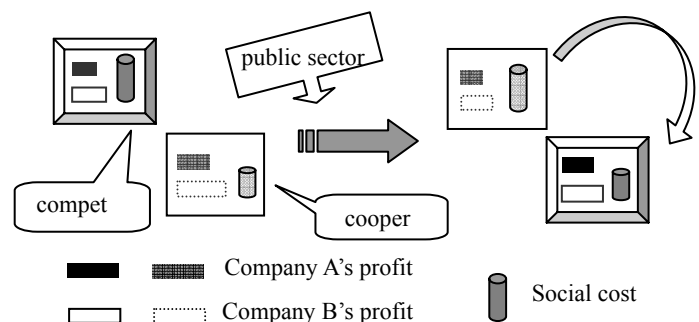 public sector
compet
cooper
Company A's profit
Company B's profit
Social cost